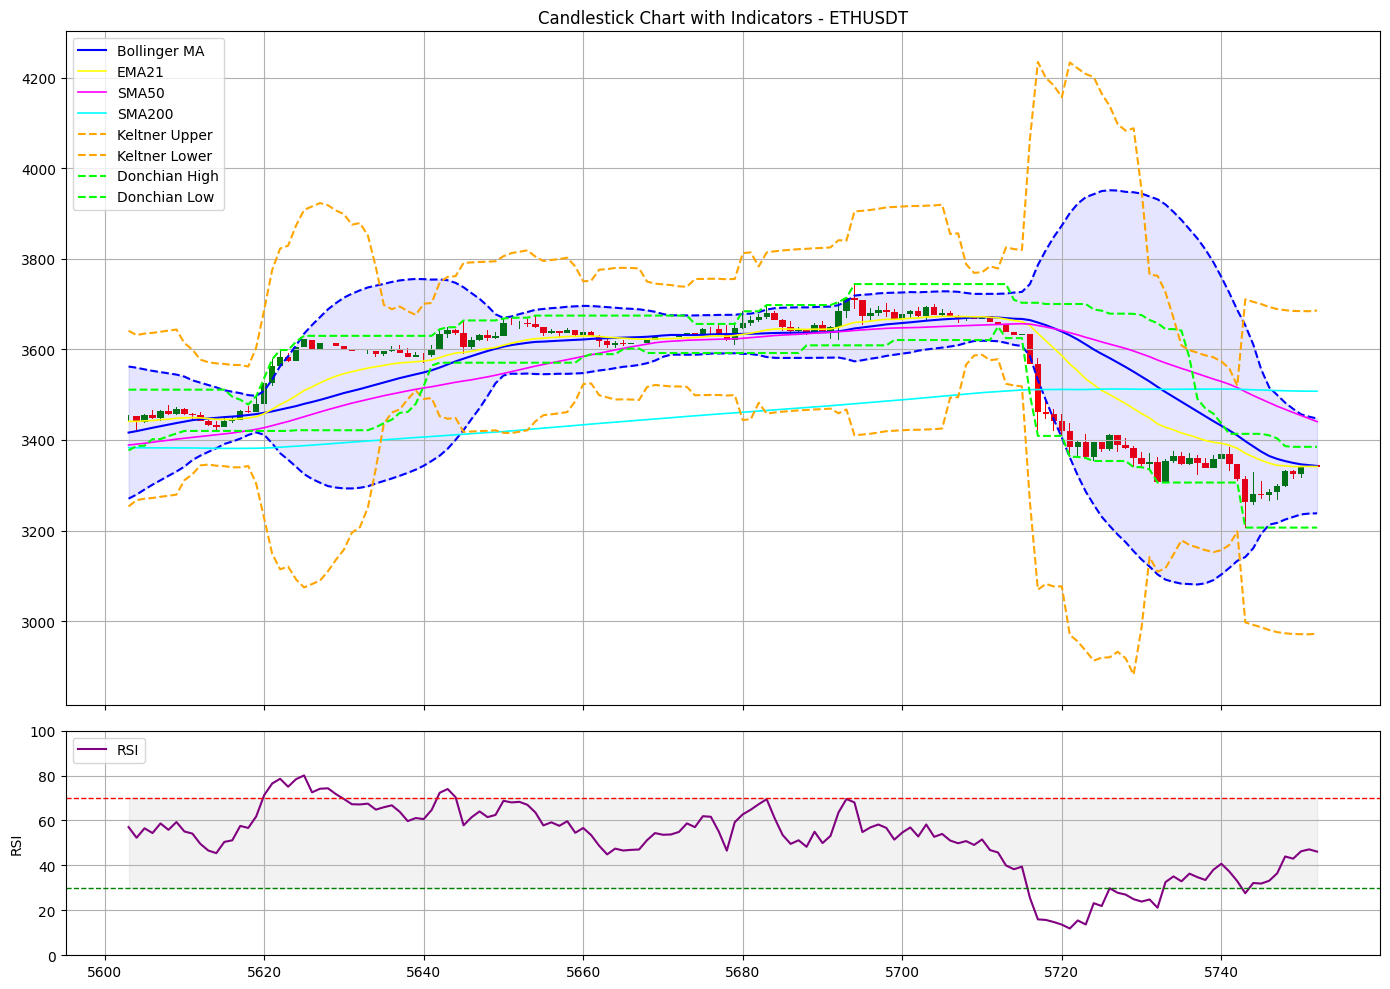 Candlestick Chart with Indicators - ETHUSDT
Bollinger MA
EMA21
SMA50
SMA200
Keltner Upper
Keltner Lower
Donchian High
Donchian Low
4200
4000
3800
3600
3400
3200
3000
RSI
100
80
60
40
20
0
RSI
5600 5620 5640 5660 5680 5700 5720 5740